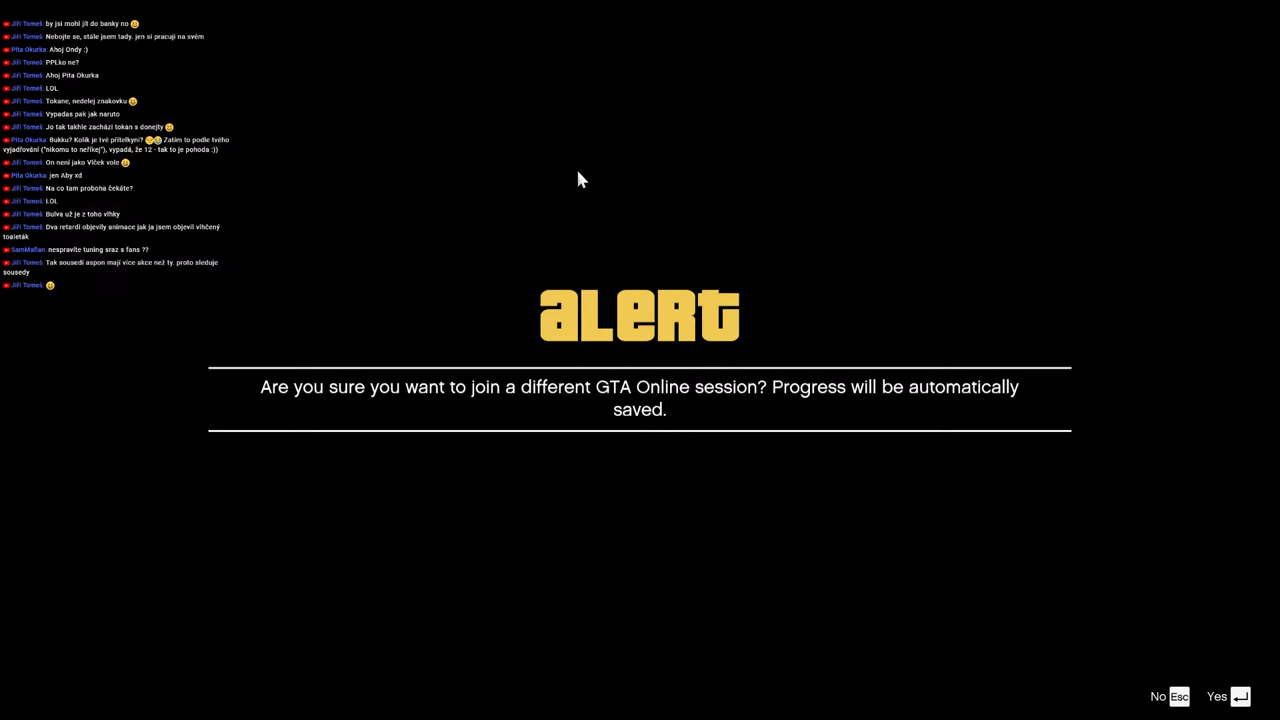 Jiří Tomeš: by jsi mohl jít do banky no
Jiří Tomeš: Nebojte se, stále jsem tady. jen si pracuji na svém
Pita Okurka: Ahoj Ondy :)
Jiří Tomeš: PPLko ne?
Jiří Tomeš: Ahoj Pita Okurka
Jiří Tomeš: LOL
Jiří Tomeš: Tokane, nedelej znakovku
Jiří Tomeš: Vypadas pak jak naruto
Jiří Tomeš: Jo tak takhle zachází tokan s donejty
Pita Okurka: Bukku? Kolik je tvé přítelkyni? Zatím to podle tvého
vyjadřování ("nikomu to neříkej"), vypadá, že 12 - tak to je pohoda :))
Jiří Tomeš: On není jako Vlček vole
Pita Okurka: jen Aby xd
Jiří Tomeš: Na co tam proboha čekáte?
Jiří Tomeš: LOL
Jiří Tomeš: Bulva už je z toho vlhky
Jiří Tomeš: Dva retardi objevily animace jak ja jsem objevil vlhčený
toaleták
SamMafian: nespravíte tuning sraz s fans ??
Jiří Tomeš: Tak sousedi aspon mají více akce než ty. proto sleduje
sousedy
Jiří Tomeš:
alert
Are you sure you want to join a different GTA Online session? Progress will be automatically
saved.
No Esc Yes